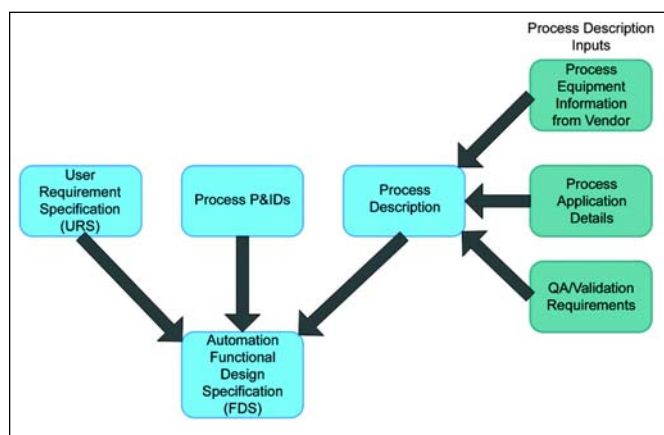 Process Description
Inputs
Process
Equipment
Information
from Vendor
User
Requirement
Specification
(URS)
Process P&IDs
Process
Description
Process
Application
Details
QA/Validation
Requirements
Automation
Functional
Design
Specification
(FDS)